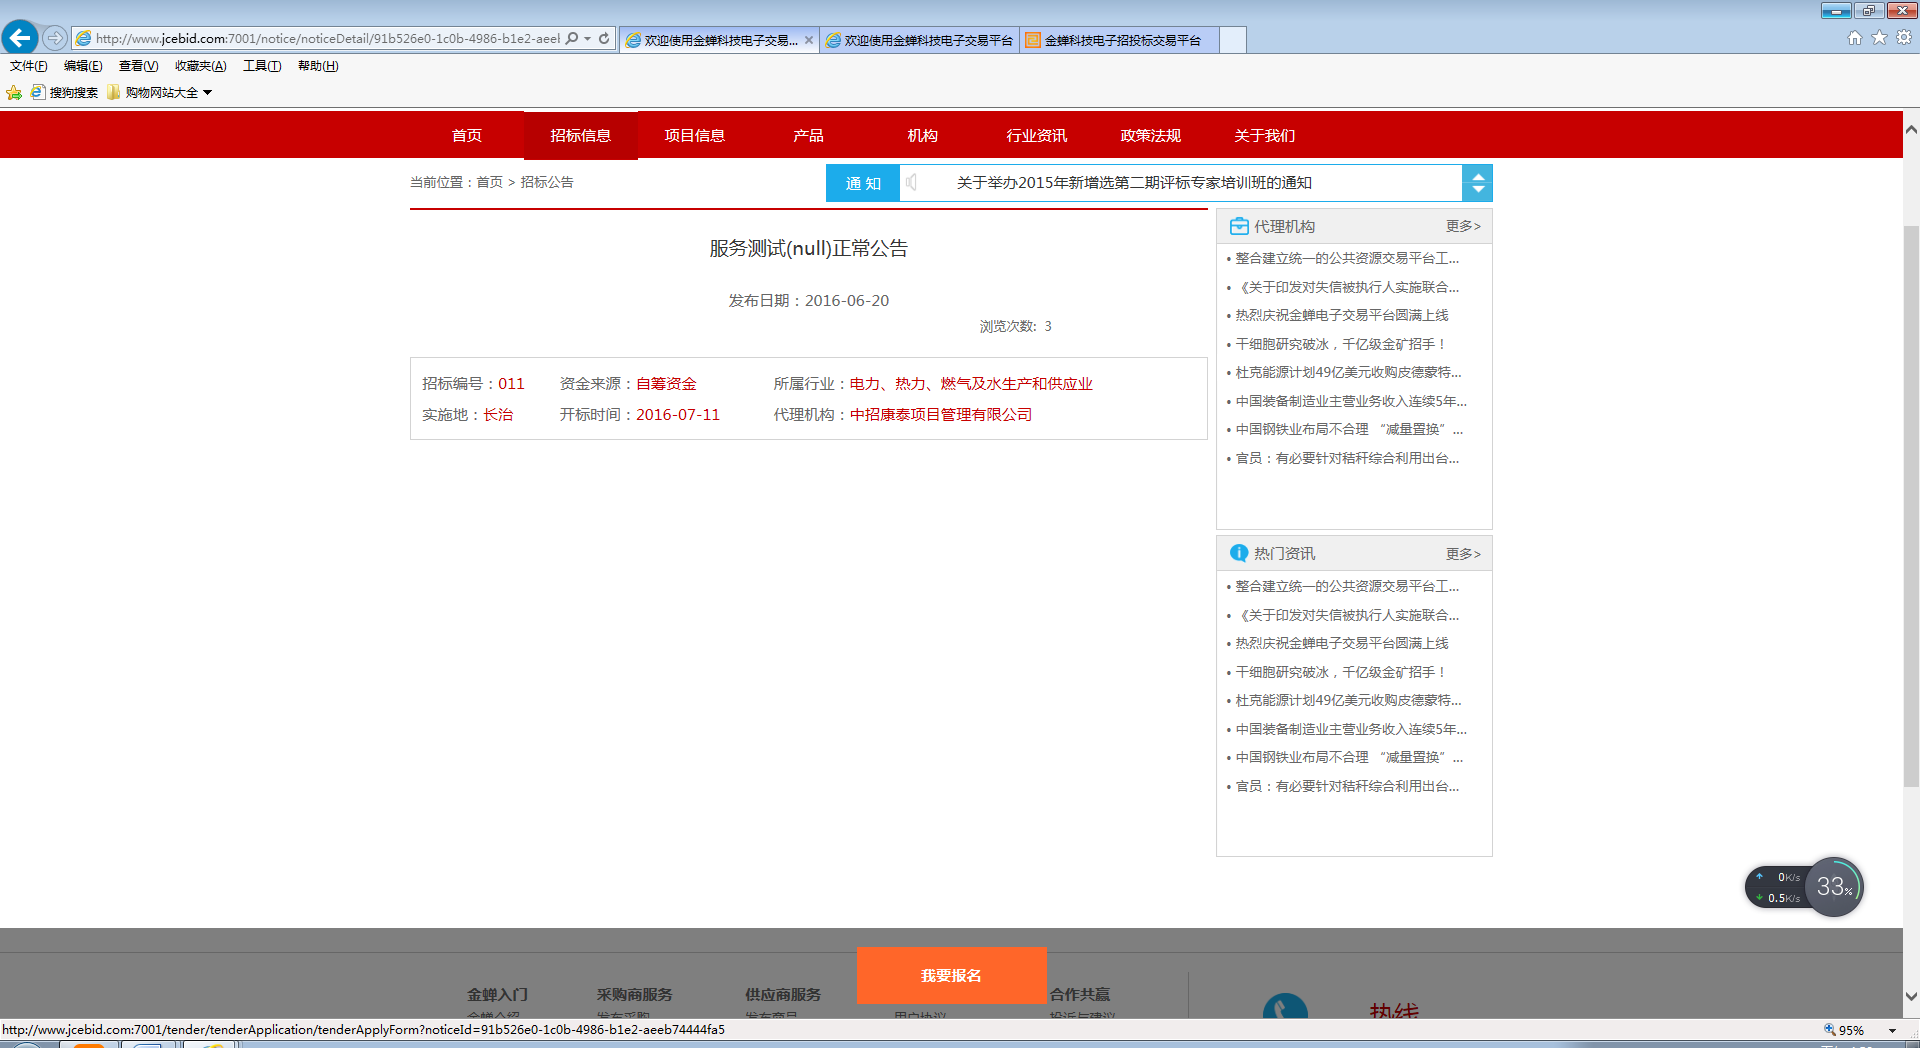 http://www.jcebid.com:7001/notice/noticeDetail/91b526e0-1c0b-4986-b1e2-aeel
欢迎使用金蝉科技电子交易...
欢迎使用金蝉科技电子交易平台
金蝉科技电子招投标交易平台
文件(F) 编辑(E) 查看(V) 收藏夹(A) 工具(T) 帮助(H)
搜狗搜索 购物网站大全
首页 招标信息 项目信息 产品 机构 行业资讯 政策法规 关于我们
当前位置：首页 > 招标公告
通 知 关于举办2015年新增选第二期评标专家培训班的通知
服务测试(null)正常公告
发布日期：2016-06-20
浏览次数: 3
招标编号：011 资金来源：自筹资金 所属行业：电力、热力、燃气及水生产和供应业
实施地：长治 开标时间：2016-07-11 代理机构：中招康泰项目管理有限公司
代理机构 更多>
• 整合建立统一的公共资源交易平台工...
• 《关于印发对失信被执行人实施联合...
• 热烈庆祝金蝉电子交易平台圆满上线
• 干细胞研究破冰，千亿级金矿招手！
• 杜克能源计划49亿美元收购皮德蒙特...
• 中国装备制造业主营业务收入连续5年...
• 中国钢铁业布局不合理 “减量置换” ...
• 官员：有必要针对秸秆综合利用出台...
热门资讯 更多>
• 整合建立统一的公共资源交易平台工...
• 《关于印发对失信被执行人实施联合...
• 热烈庆祝金蝉电子交易平台圆满上线
• 干细胞研究破冰，千亿级金矿招手！
• 杜克能源计划49亿美元收购皮德蒙特...
• 中国装备制造业主营业务收入连续5年...
• 中国钢铁业布局不合理 “减量置换” ...
• 官员：有必要针对秸秆综合利用出台...
0K/s
0.5K/s
33%
我要报名
金蝉入门 采购商服务 供应商服务 合作共赢
金蝉介绍 发布采购 发布商品 用户协议 投诉与建议
热线
http://www.jcebid.com:7001/tender/tenderApplication/tenderApplyForm?noticeId=91b526e0-1c0b-4986-b1e2-aeeb74444fa5
95%